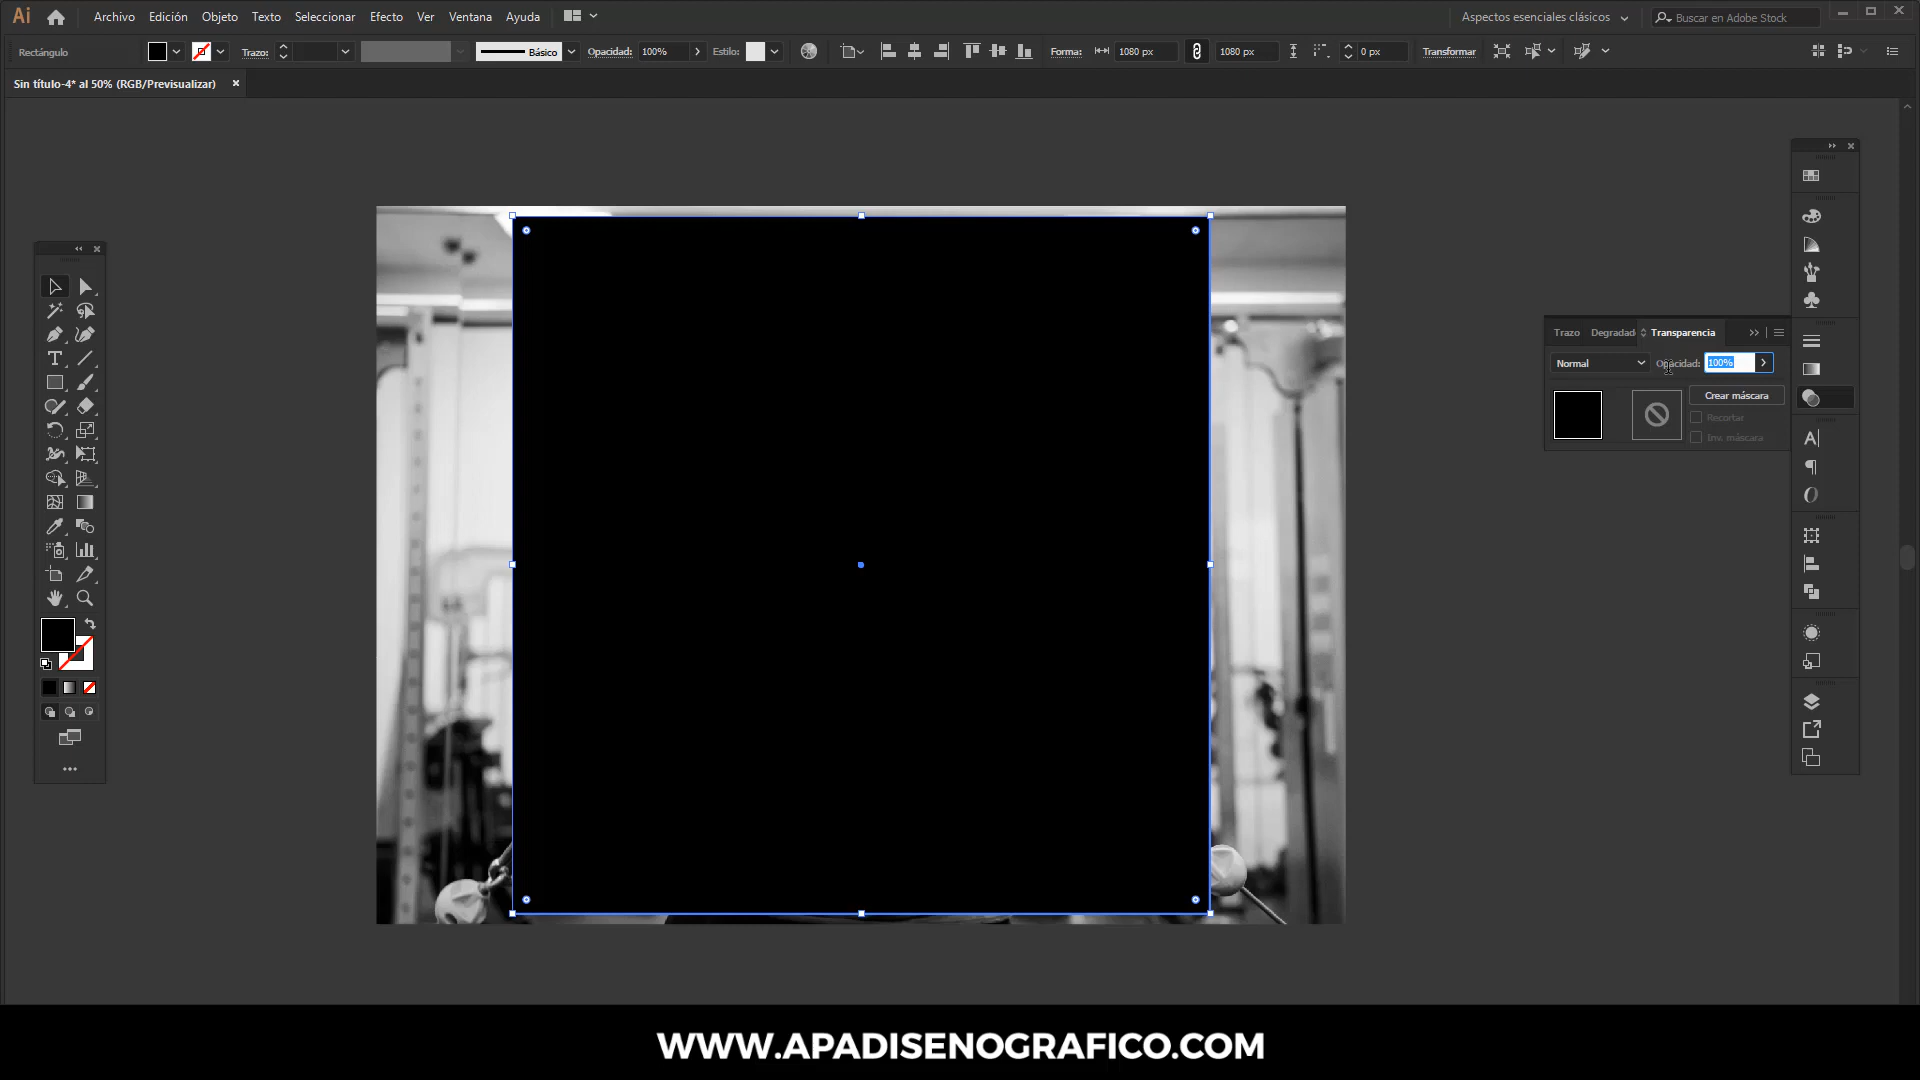 Ai Archivo Edición Objeto Texto Seleccionar Efecto Ver Ventana Ayuda Aspectos esenciales clásicos Buscar en Adobe Stock
Rectángulo Trazo: Básico Opacidad: 100% Estilo: Forma: 1080 px 1080 px 0 px Transformar
Sin título-4* al 50% (RGB/Previsualizar)
Trazo Degradad Transparencia
Normal Opacidad: 100%
Crear máscara
Recortar
Inv. máscara
WWW.APADISENOGRAFICO.COM